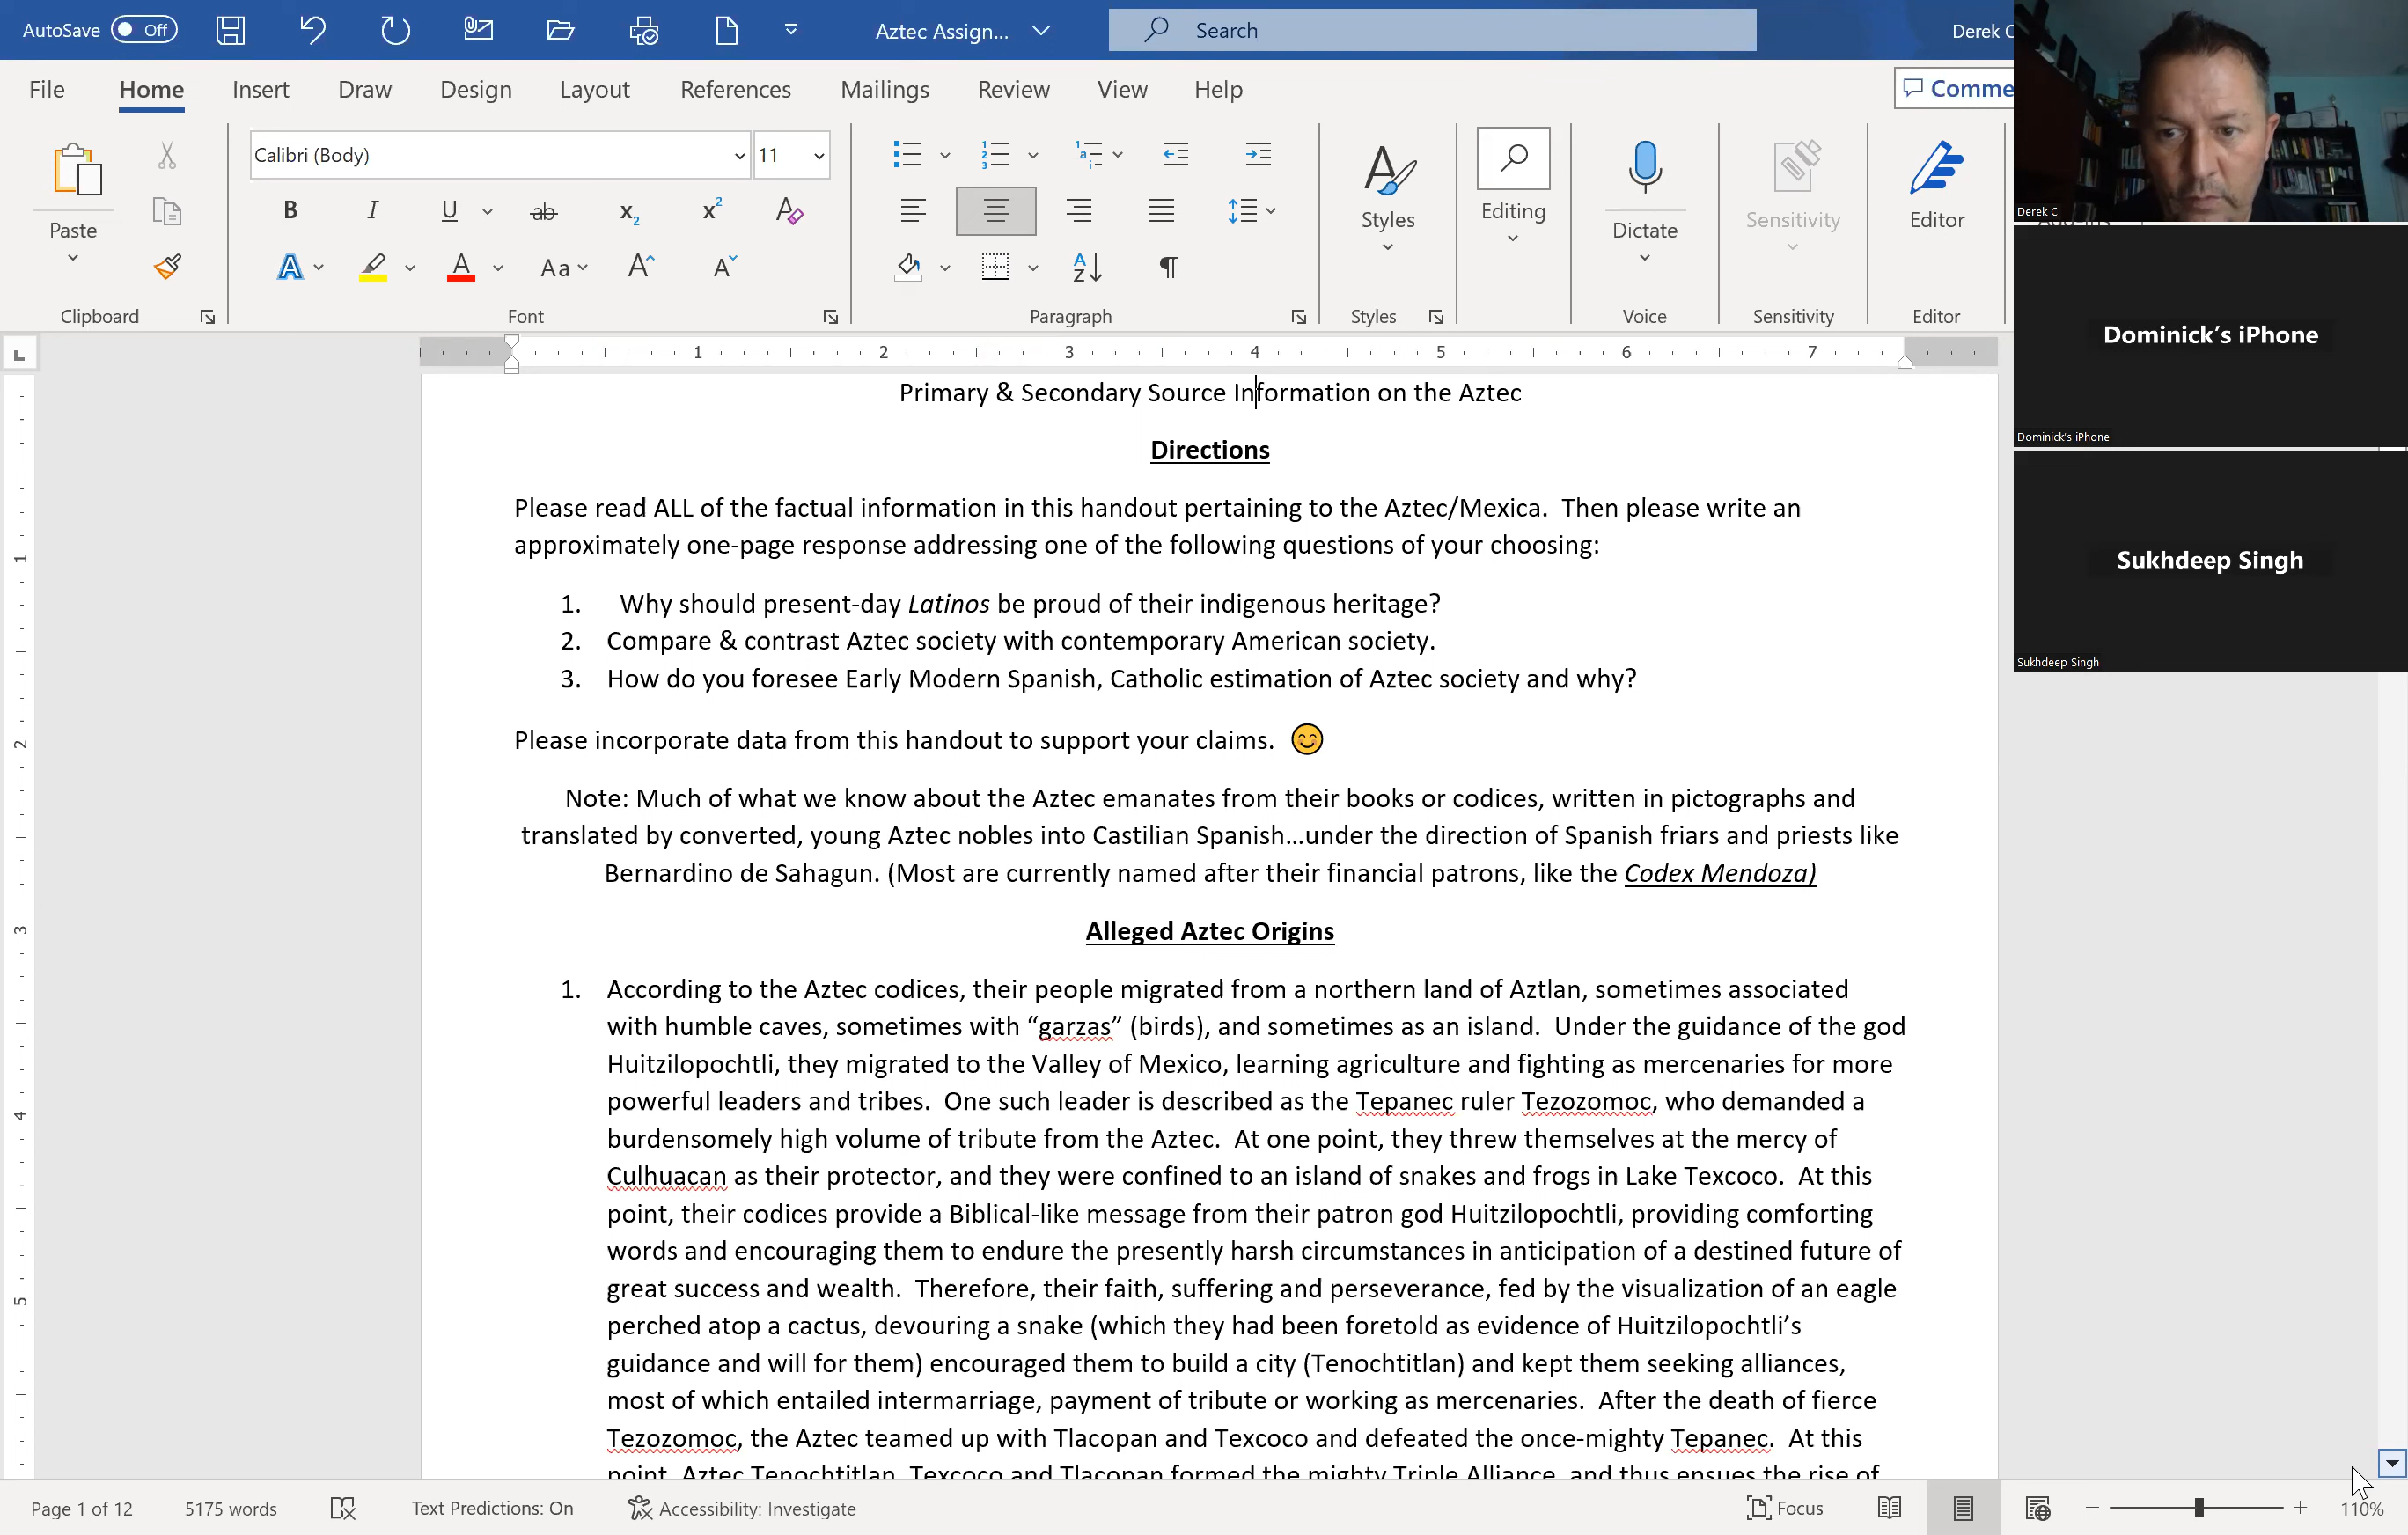 AutoSave Off Aztec Assign... Search Derek C
File Home Insert Draw Design Layout References Mailings Review View Help Comme
Calibri (Body) 11
Paste Styles Editing Dictate Sensitivity Editor
Clipboard Font Paragraph Styles Voice Sensitivity Editor
Derek C
Dominick's iPhone
Dominick's iPhone
Sukhdeep Singh
Sukhdeep Singh
1 2 3 4 5 6 7
Primary & Secondary Source Information on the Aztec
Directions
Please read ALL of the factual information in this handout pertaining to the Aztec/Mexica. Then please write an
approximately one-page response addressing one of the following questions of your choosing:
1. Why should present-day Latinos be proud of their indigenous heritage?
2. Compare & contrast Aztec society with contemporary American society.
3. How do you foresee Early Modern Spanish, Catholic estimation of Aztec society and why?
Please incorporate data from this handout to support your claims. 😊
Note: Much of what we know about the Aztec emanates from their books or codices, written in pictographs and
translated by converted, young Aztec nobles into Castilian Spanish…under the direction of Spanish friars and priests like
Bernardino de Sahagun. (Most are currently named after their financial patrons, like the Codex Mendoza)
Alleged Aztec Origins
1. According to the Aztec codices, their people migrated from a northern land of Aztlan, sometimes associated
with humble caves, sometimes with “garzas” (birds), and sometimes as an island. Under the guidance of the god
Huitzilopochtli, they migrated to the Valley of Mexico, learning agriculture and fighting as mercenaries for more
powerful leaders and tribes. One such leader is described as the Tepanec ruler Tezozomoc, who demanded a
burdensomely high volume of tribute from the Aztec. At one point, they threw themselves at the mercy of
Culhuacan as their protector, and they were confined to an island of snakes and frogs in Lake Texcoco. At this
point, their codices provide a Biblical-like message from their patron god Huitzilopochtli, providing comforting
words and encouraging them to endure the presently harsh circumstances in anticipation of a destined future of
great success and wealth. Therefore, their faith, suffering and perseverance, fed by the visualization of an eagle
perched atop a cactus, devouring a snake (which they had been foretold as evidence of Huitzilopochtli’s
guidance and will for them) encouraged them to build a city (Tenochtitlan) and kept them seeking alliances,
most of which entailed intermarriage, payment of tribute or working as mercenaries. After the death of fierce
Tezozomoc, the Aztec teamed up with Tlacopan and Texcoco and defeated the once-mighty Tepanec. At this
point, Aztec Tenochtitlan, Texcoco and Tlacopan formed the mighty Triple Alliance, and thus ensues the rise of
1
2
3
4
5
Page 1 of 12 5175 words Text Predictions: On Accessibility: Investigate Focus 110%